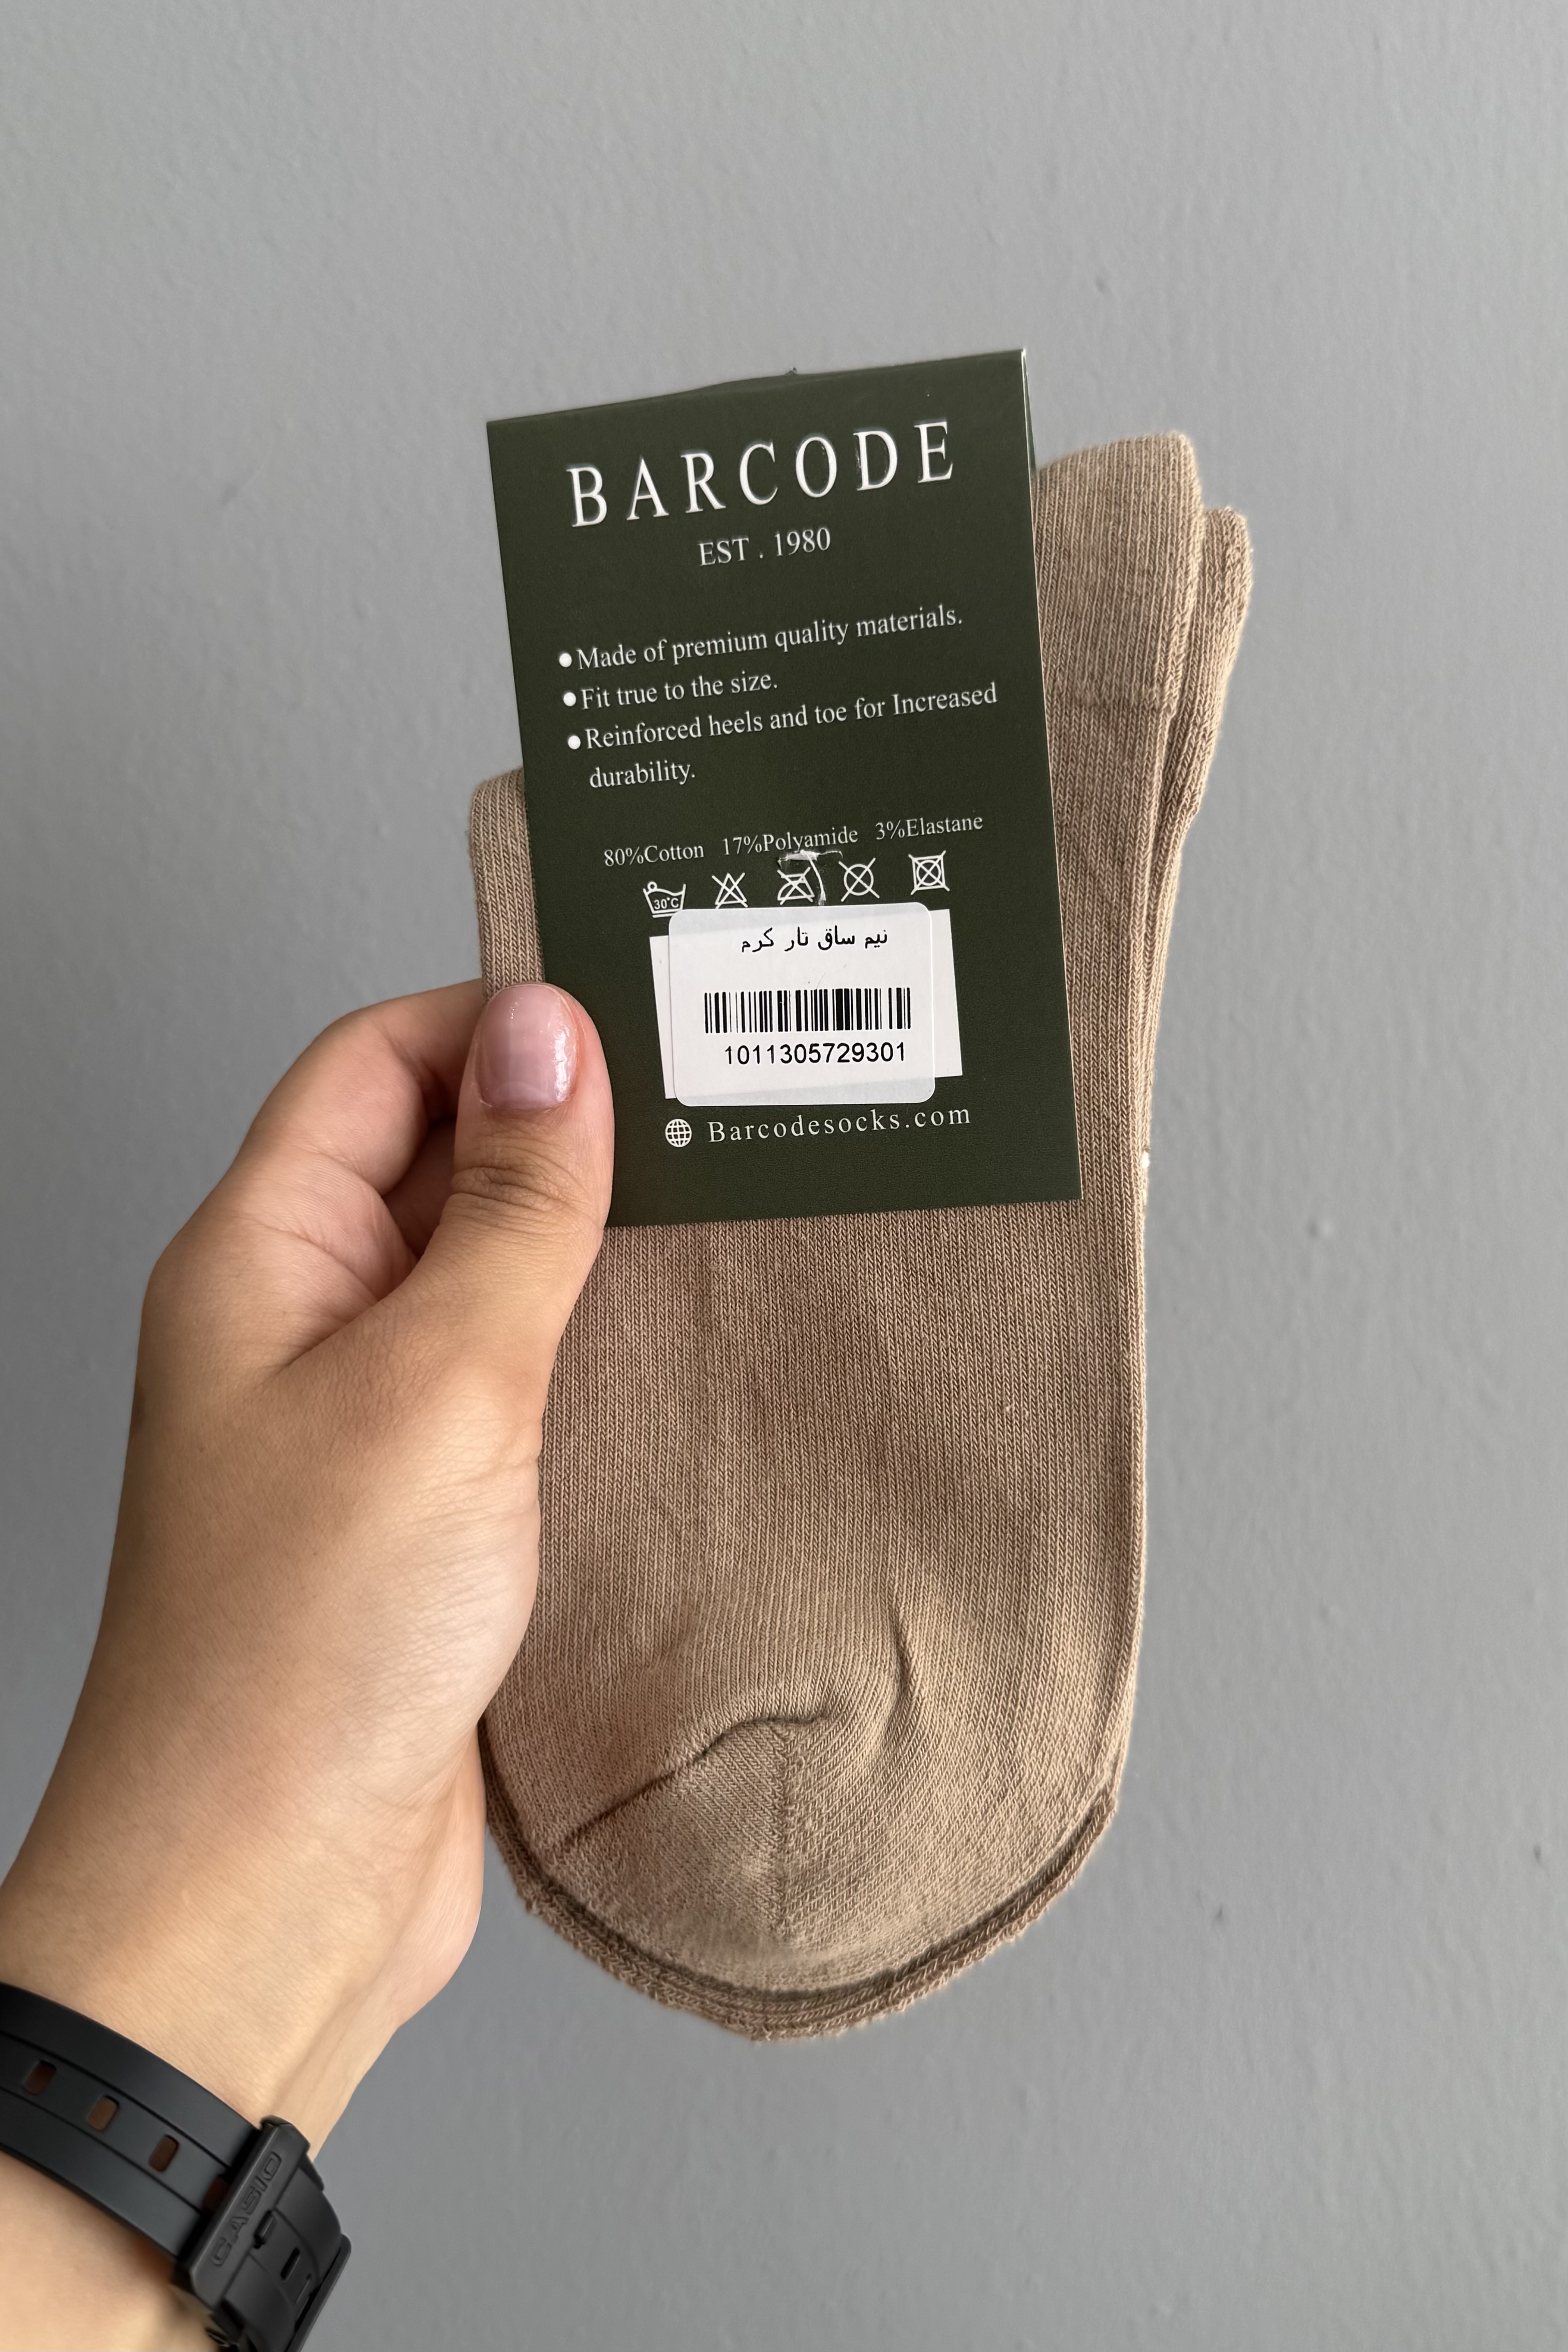 BARCODE
EST . 1980
●Made of premium quality materials.
●Fit true to the size.
●Reinforced heels and toe for Increased
durability.
80%Cotton 17%Polyamide 3%Elastane
30°C
نیم ساق تار کرم
1011305729301
Barcodesocks.com
CASIO